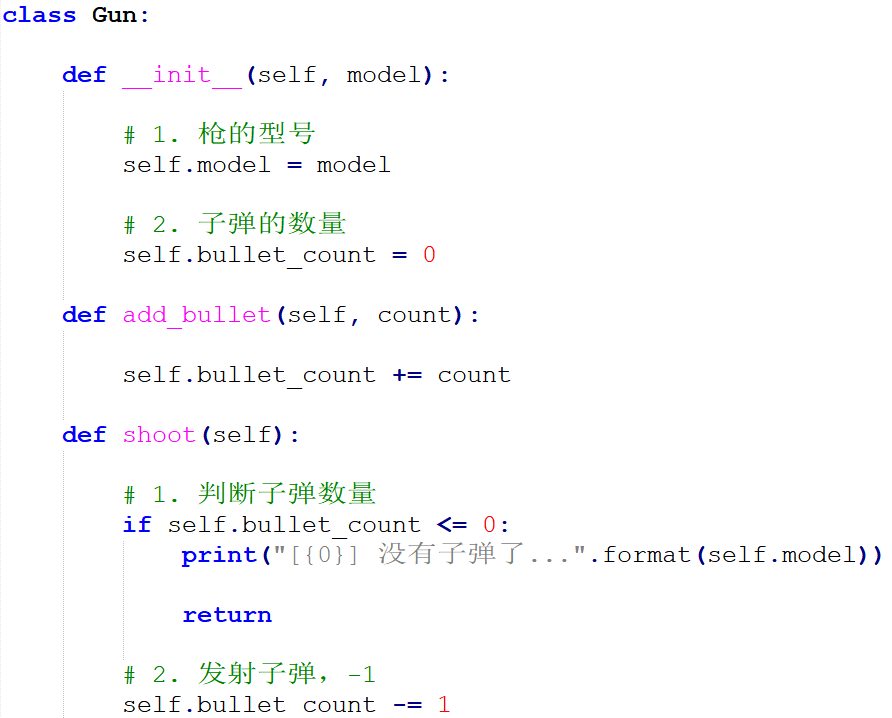 class Gun:
    def __init__(self, model):
        # 1. 枪的型号
        self.model = model
        # 2. 子弹的数量
        self.bullet_count = 0
    def add_bullet(self, count):
        self.bullet_count += count
    def shoot(self):
        # 1. 判断子弹数量
        if self.bullet_count <= 0:
            print("[{0}] 没有子弹了...".format(self.model))
            return
        # 2. 发射子弹，-1
        self.bullet_count -= 1